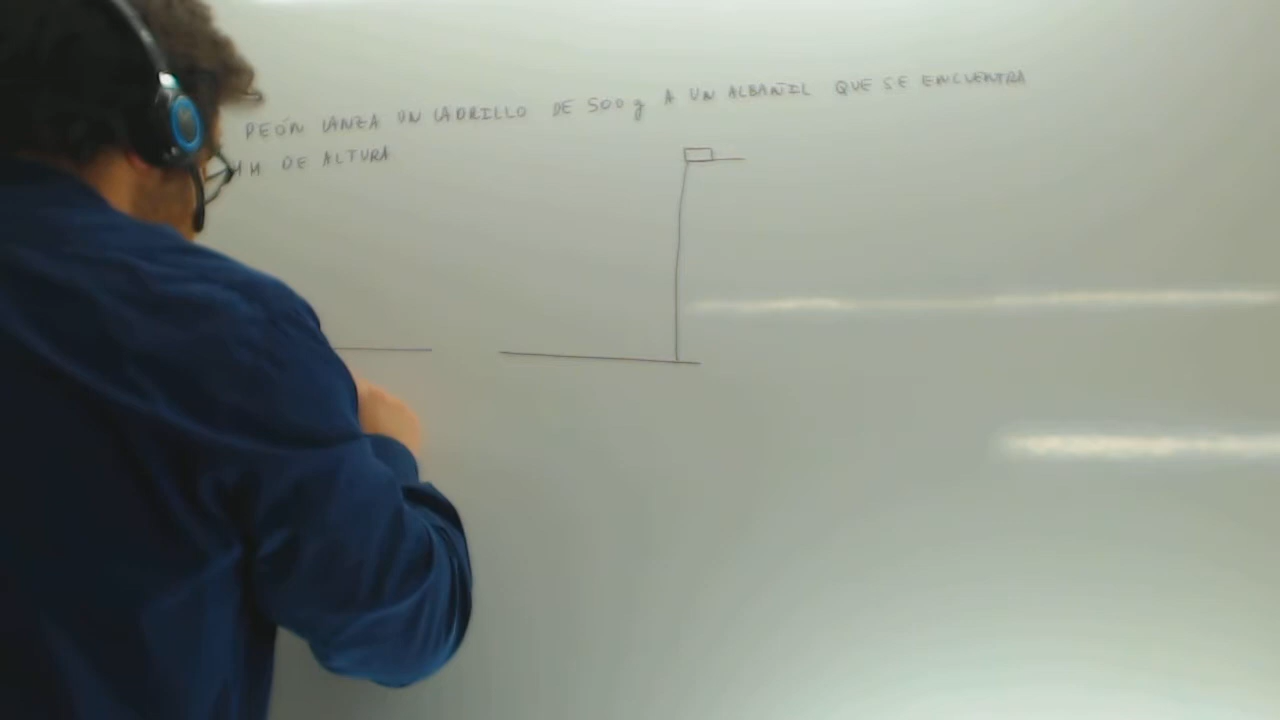 PEÓN LANZA UN LADRILLO DE 500g A UN ALBAÑIL QUE SE ENCUENTRA
M DE ALTURA